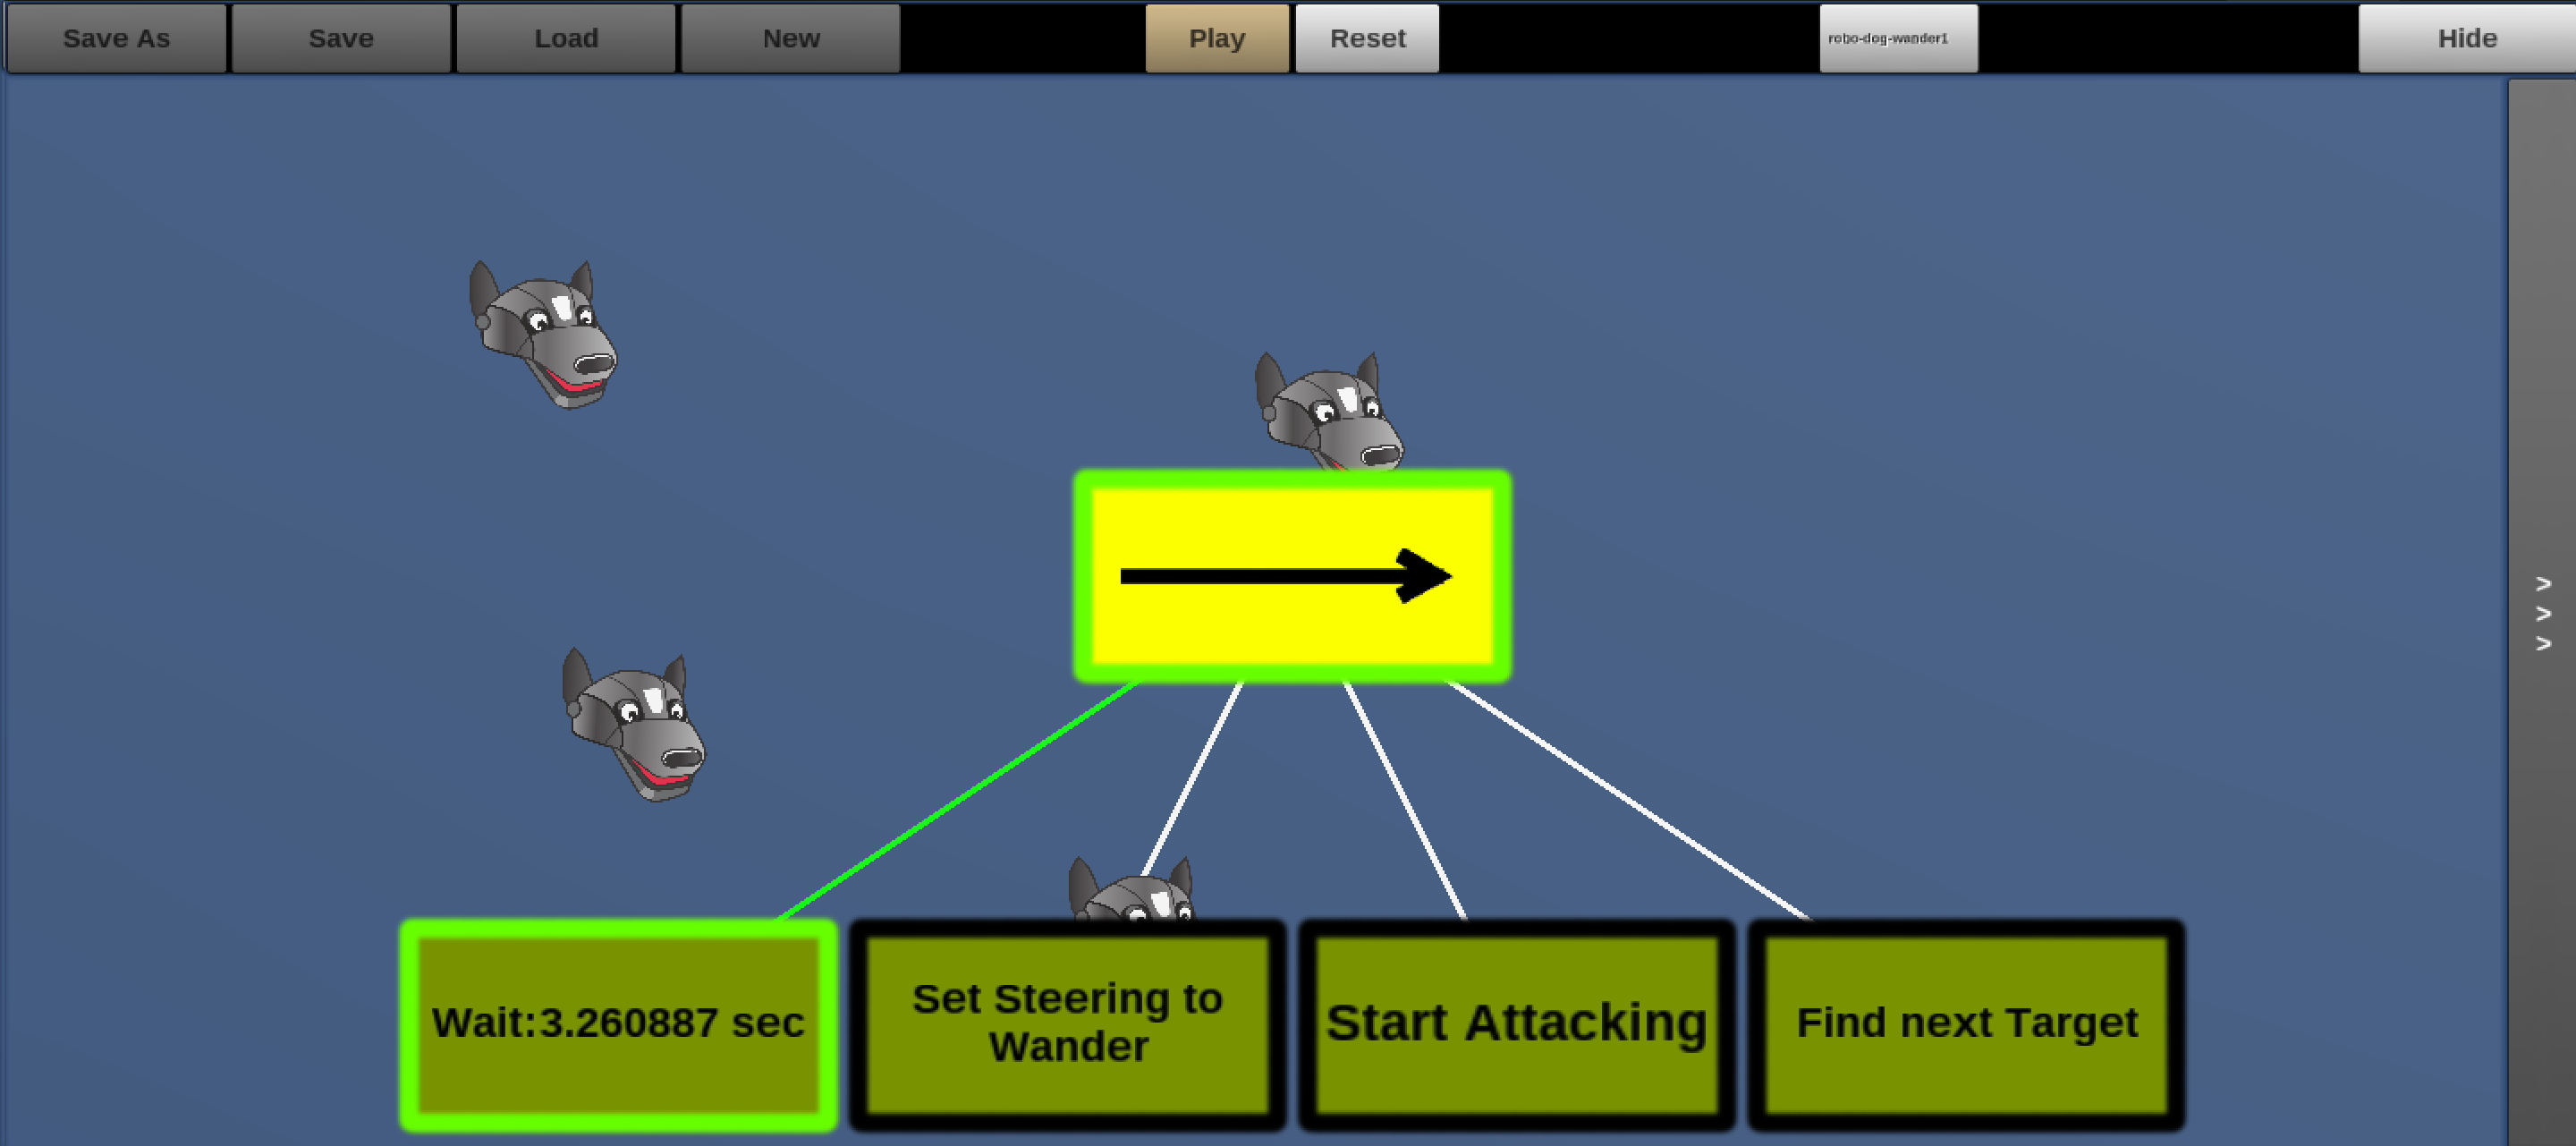 Save As
Save
Load
New
Play
Reset
robo-dog-wander1
Hide
>
>
>
Wait:3.260887 sec
Set Steering to
Wander
Start Attacking
Find next Target